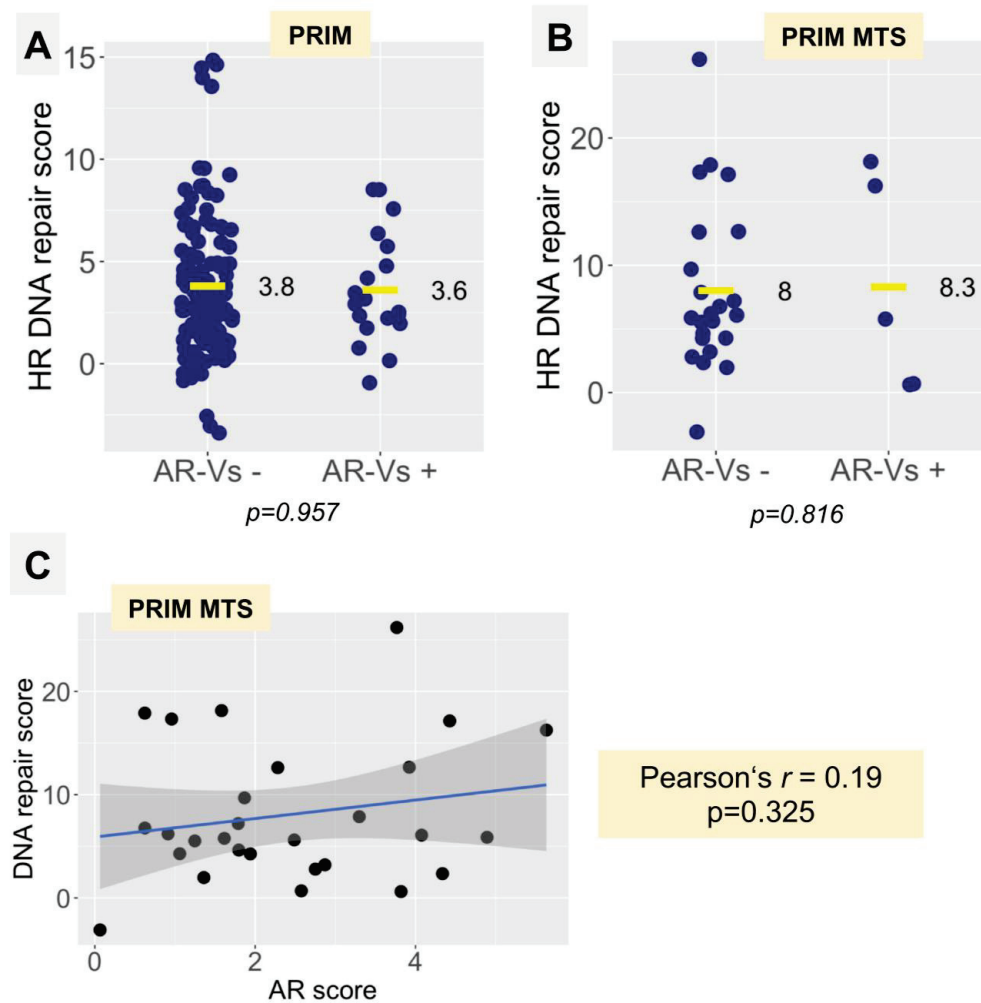 A
PRIM
HR DNA repair score
15
10
5
0
3.8
3.6
AR-Vs -
AR-Vs +
p=0.957
B
PRIM MTS
HR DNA repair score
20
10
0
8
8.3
AR-Vs -
AR-Vs +
p=0.816
C
PRIM MTS
DNA repair score
20
10
0
0
2
4
AR score
Pearson‘s r = 0.19
p=0.325